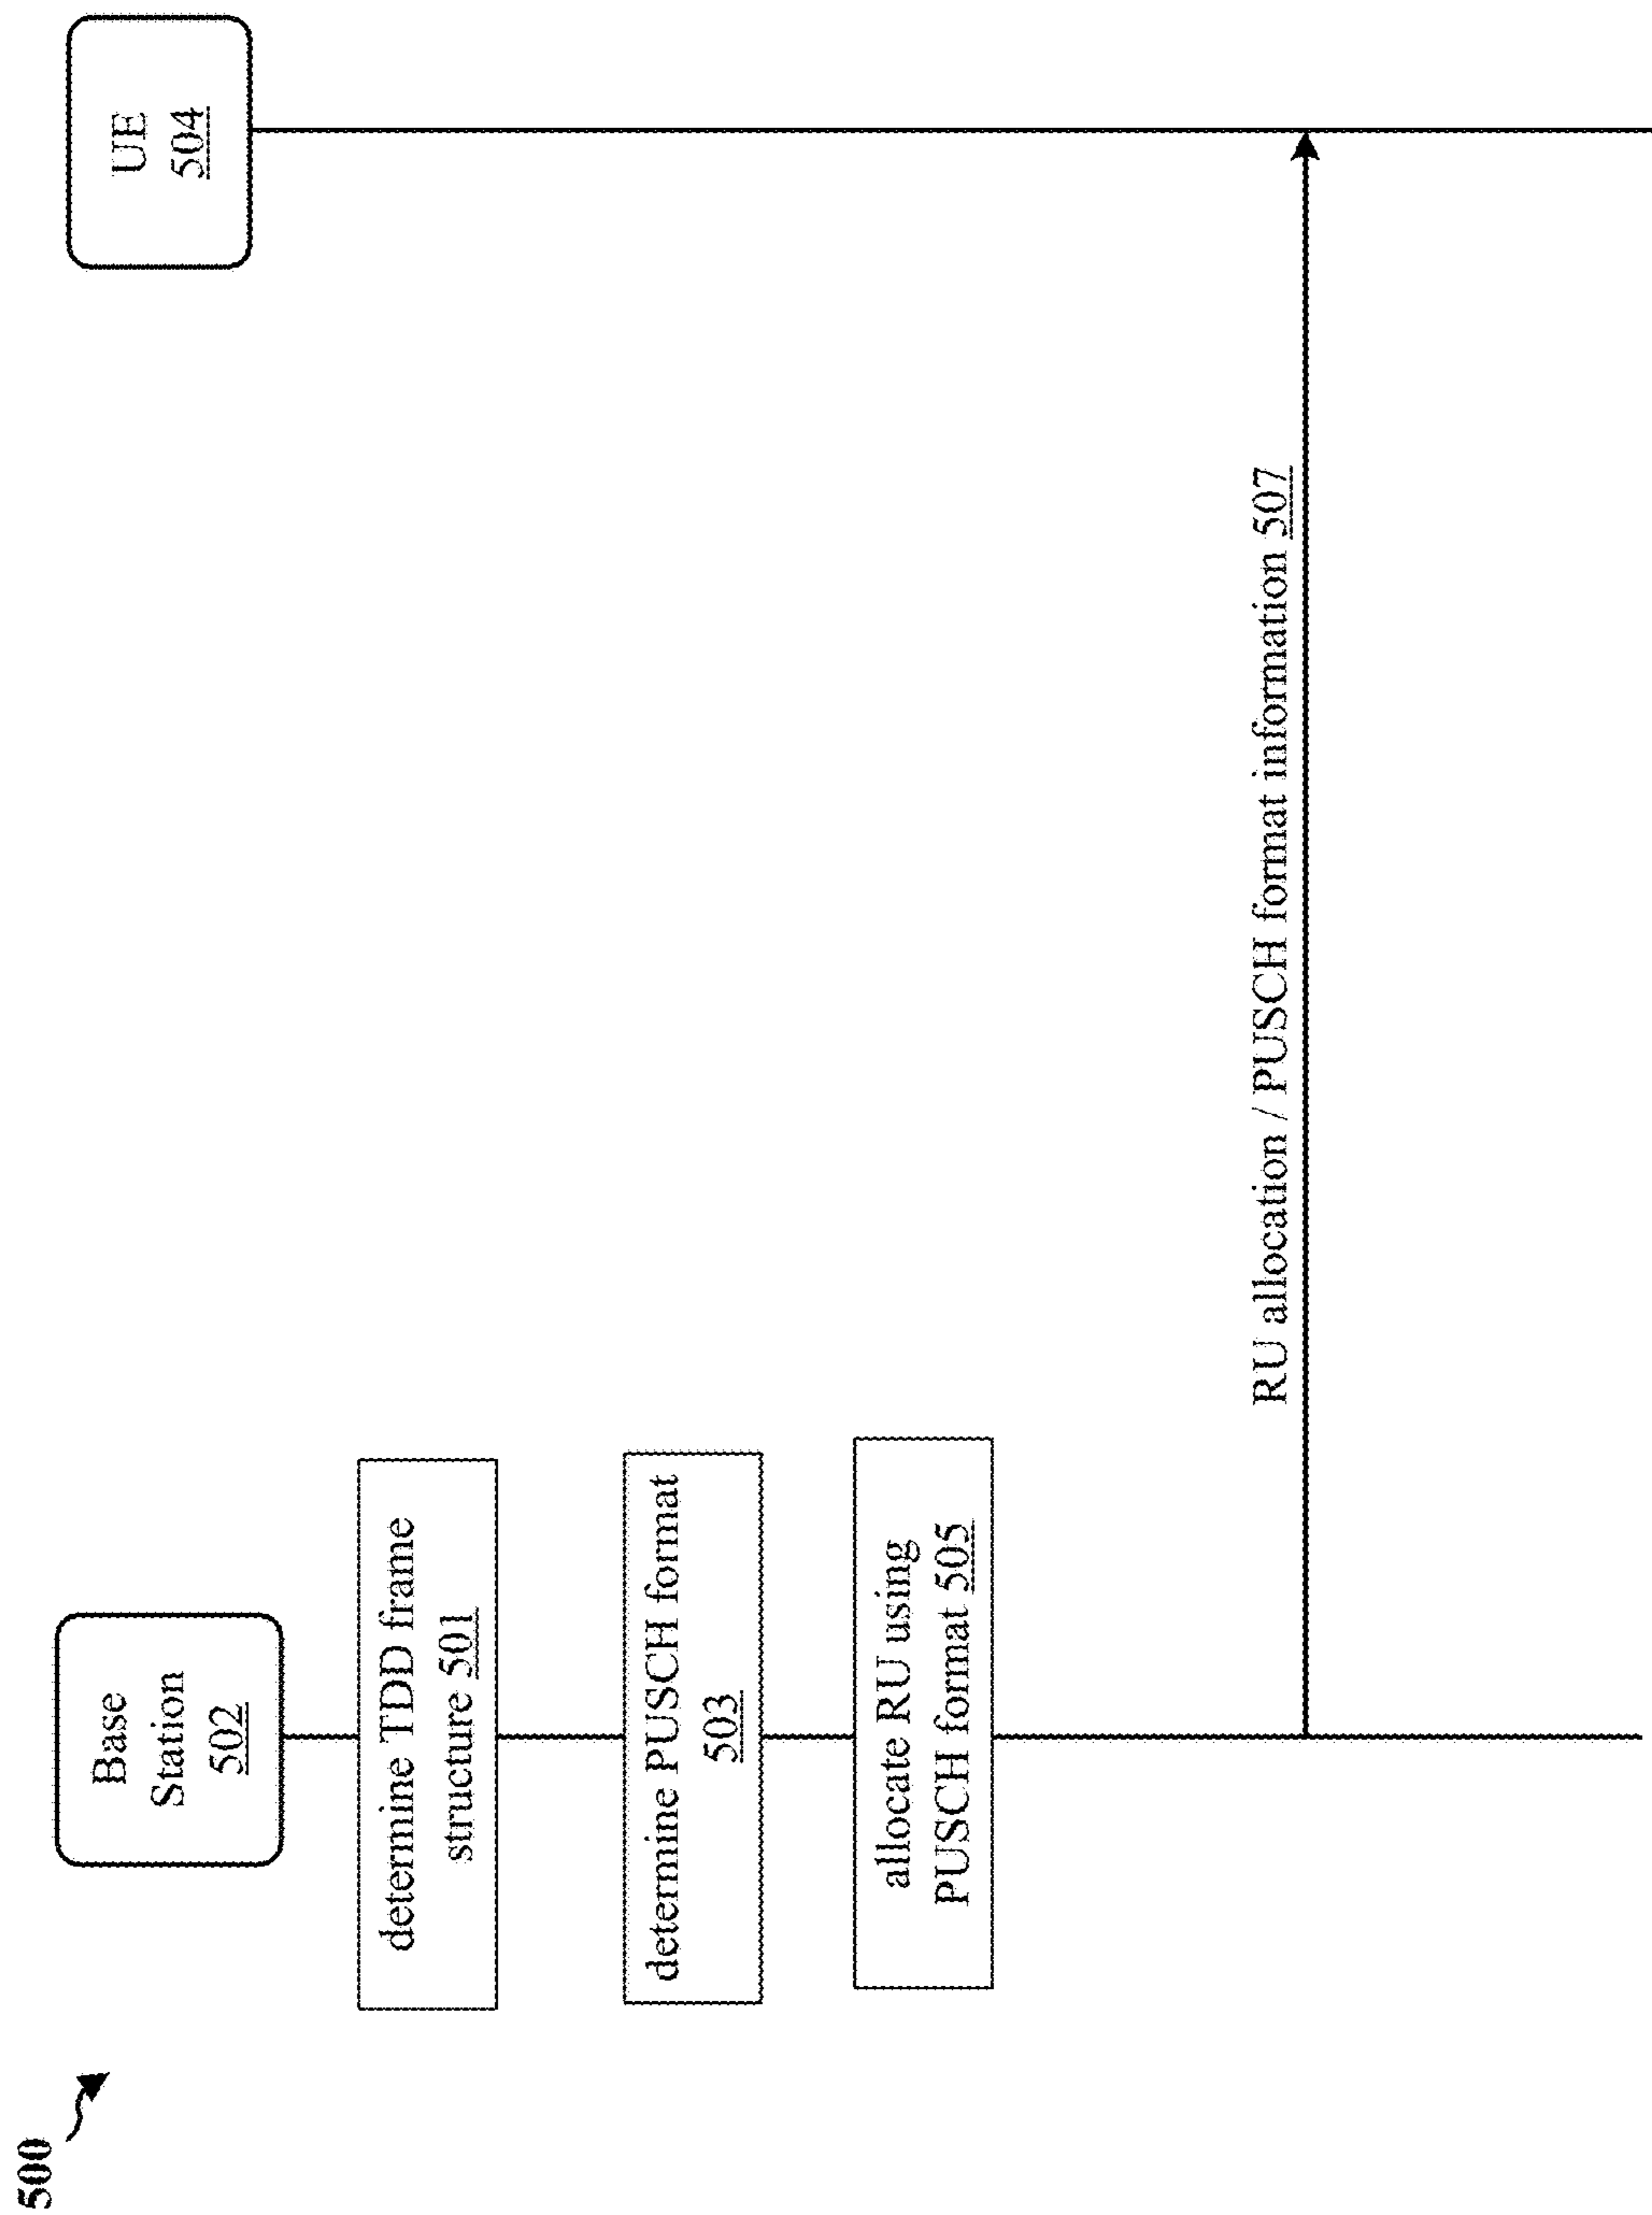 500
Base
Station
502
UE
504
determine TDD frame
structure 501
determine PUSCH format
503
allocate RU using
PUSCH format 505
RU allocation / PUSCH format information 507